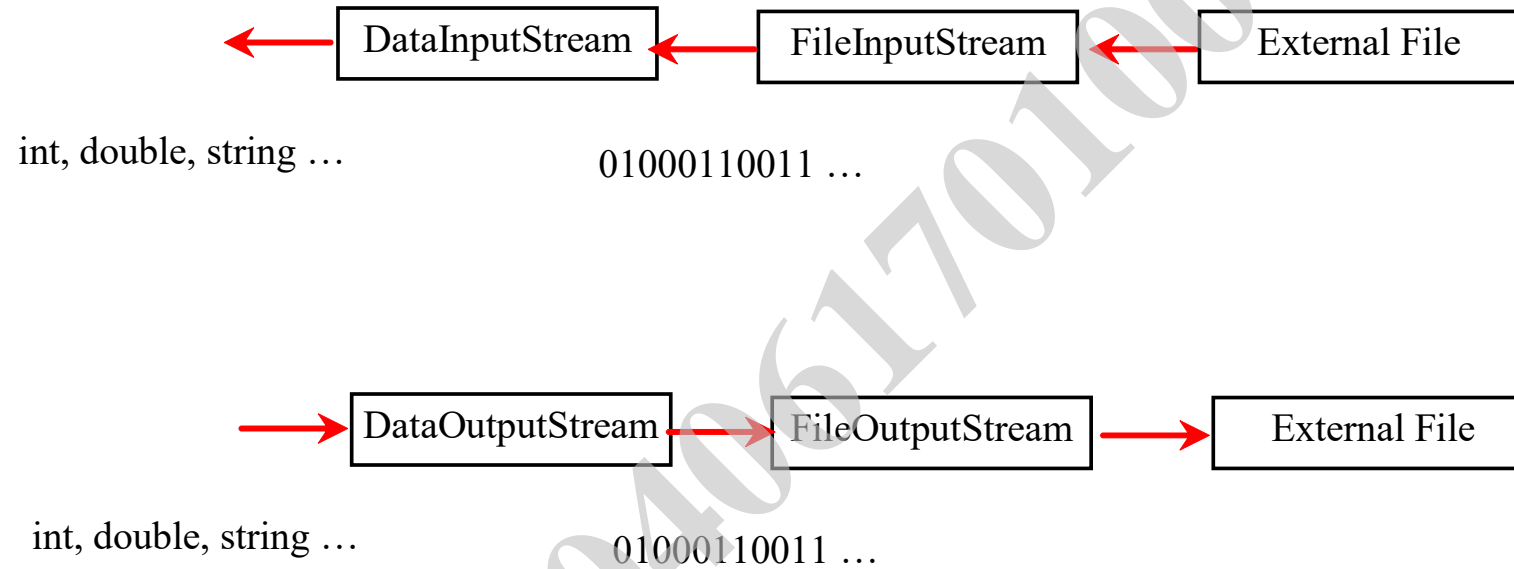 DataInputStream FileInputStream External File
int, double, string … 01000110011 …
DataOutputStream FileOutputStream External File
int, double, string … 01000110011 …